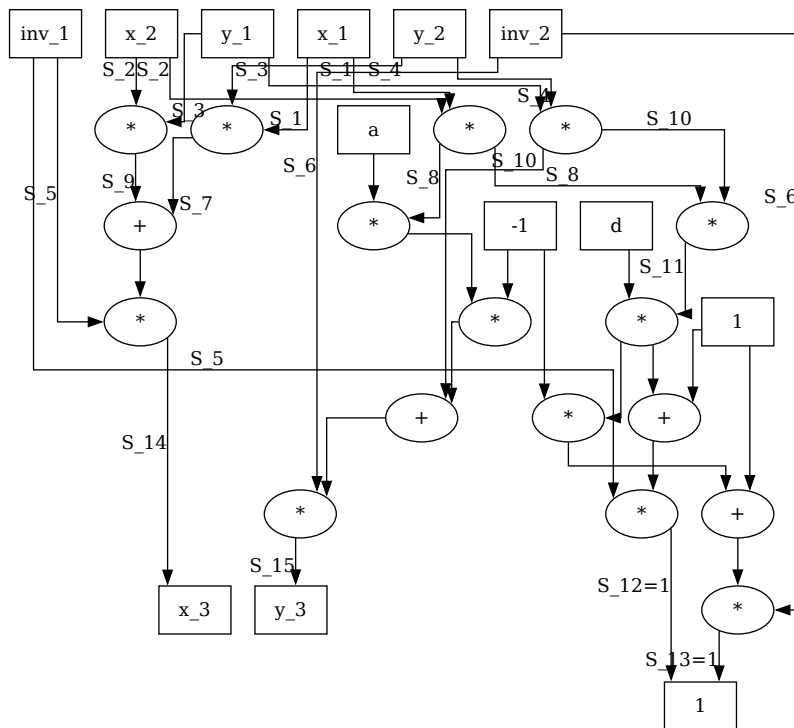 inv_1 x_2 y_1 x_1 y_2 inv_2
S_2 S_2 S_3 S_1 S_4
S_4
S_3 S_1 S_10
* * a * *
S_6 S_10
S_9 S_8 S_8
S_5 S_7 S_6
+ * -1 d *
S_11
* * * 1
S_5
+ * +
S_14
* * +
S_15
S_12=1
x_3 y_3 *
S_13=1
1